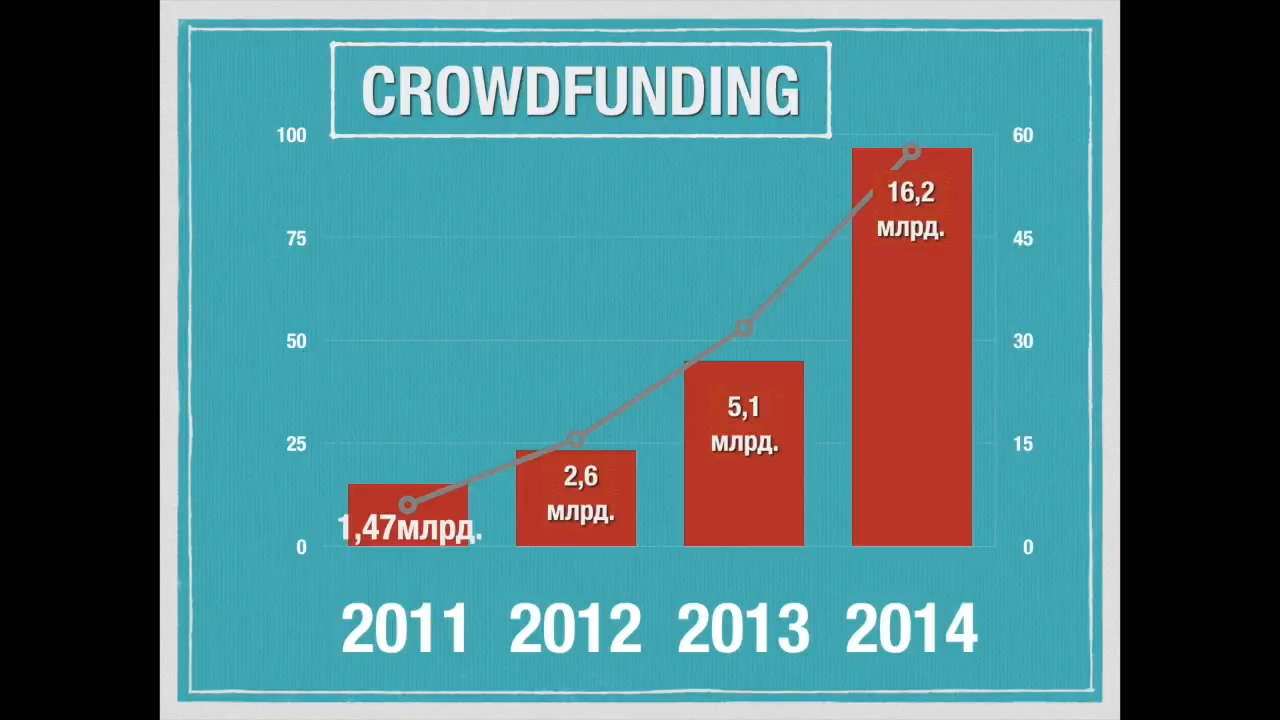 CROWDFUNDING
100
60
16,2
млрд.
75
45
50
30
5,1
млрд.
25
15
2,6
млрд.
1,47млрд.
0
0
2011 2012 2013 2014